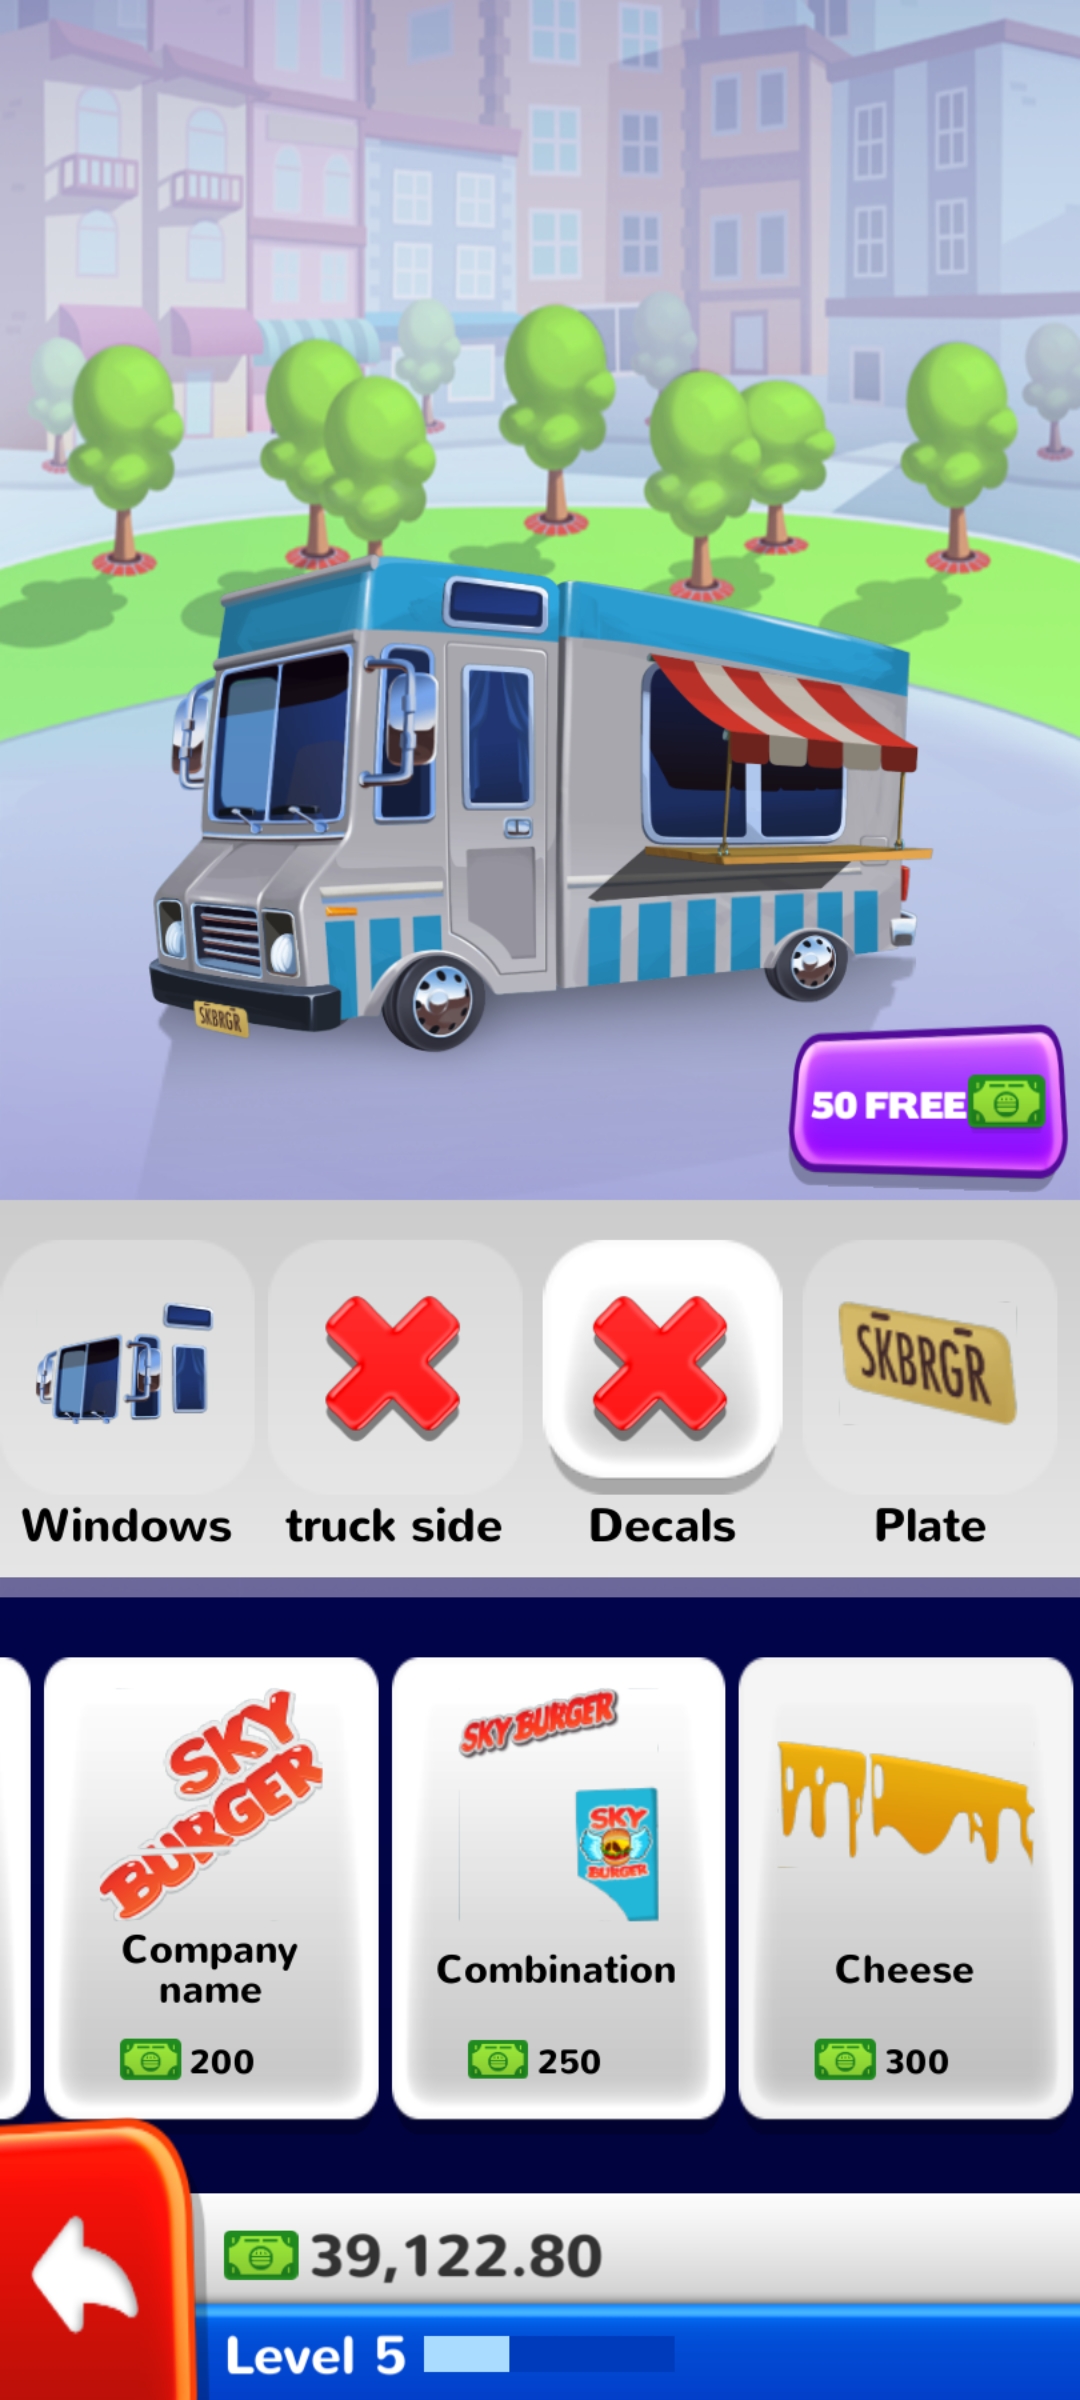 SKBRGR
50 FREE
SKBRGR
Windows
truck side
Decals
Plate
SKY
BURGER
SKY BURGER
SKY
BURGER
Company
name
Combination
Cheese
200
250
300
39,122.80
Level 5